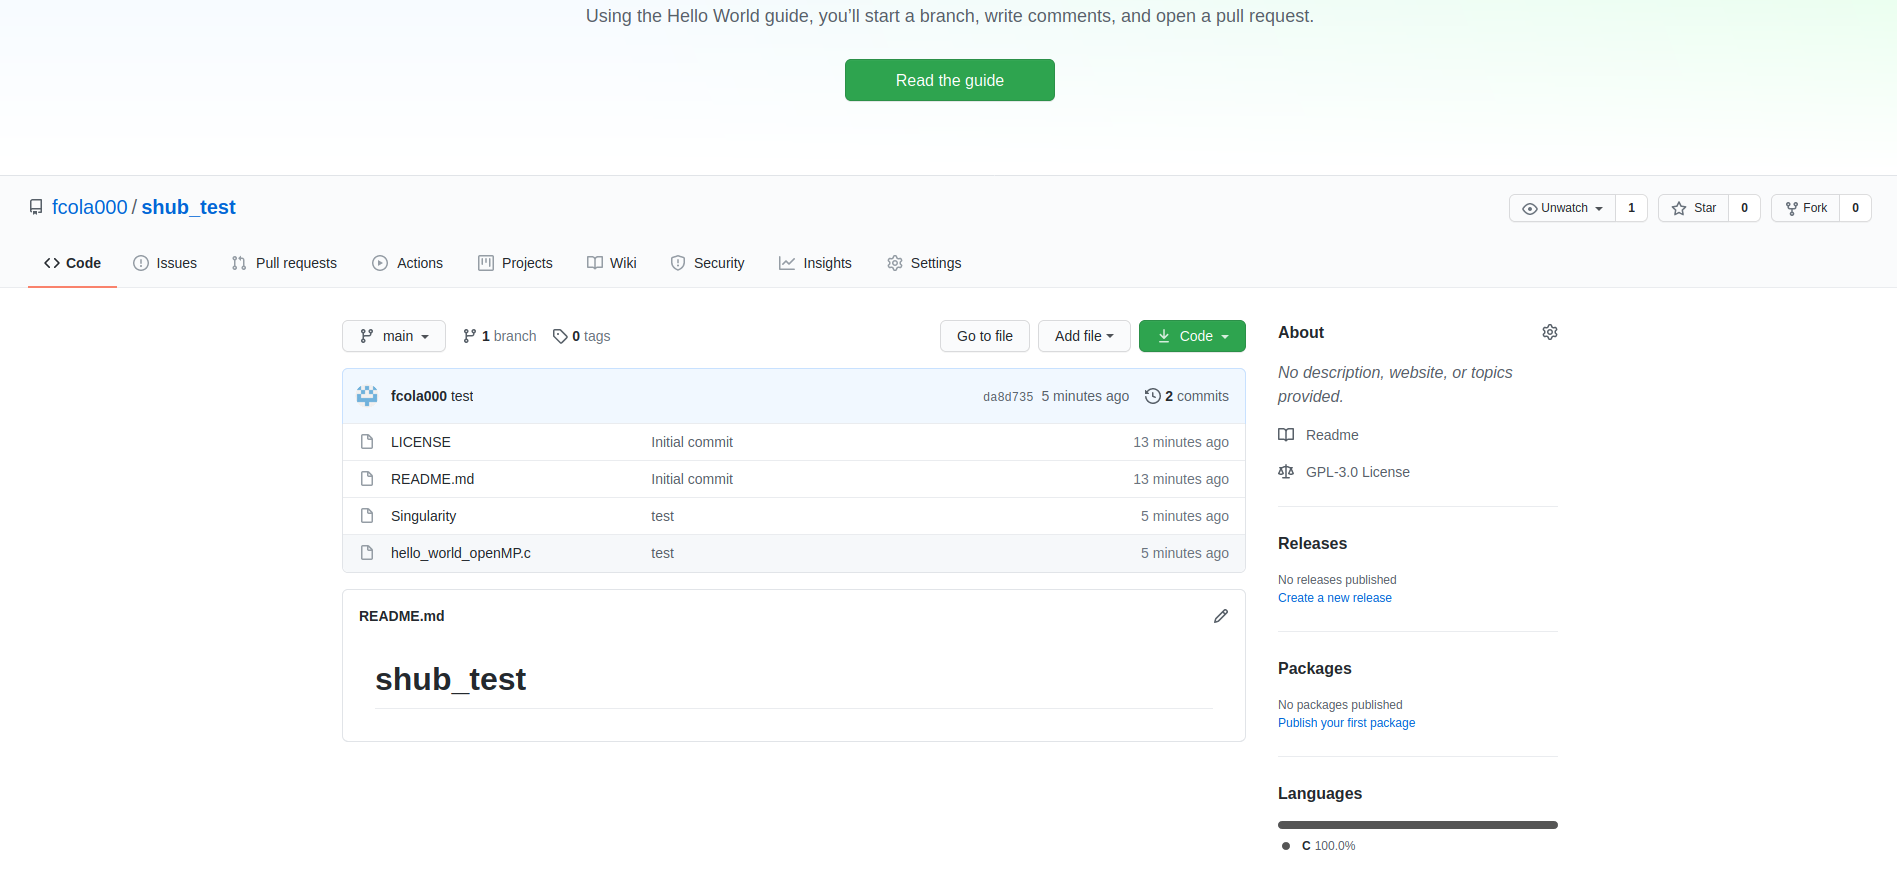 Using the Hello World guide, you’ll start a branch, write comments, and open a pull request.
Read the guide
fcola000 / shub_test
Unwatch 1 Star 0 Fork 0
Code Issues Pull requests Actions Projects Wiki Security Insights Settings
main 1 branch 0 tags Go to file Add file Code
fcola000 test da8d735 5 minutes ago 2 commits
LICENSE Initial commit 13 minutes ago
README.md Initial commit 13 minutes ago
Singularity test 5 minutes ago
hello_world_openMP.c test 5 minutes ago
README.md
shub_test
About
No description, website, or topics
provided.
Readme
GPL-3.0 License
Releases
No releases published
Create a new release
Packages
No packages published
Publish your first package
Languages
C 100.0%